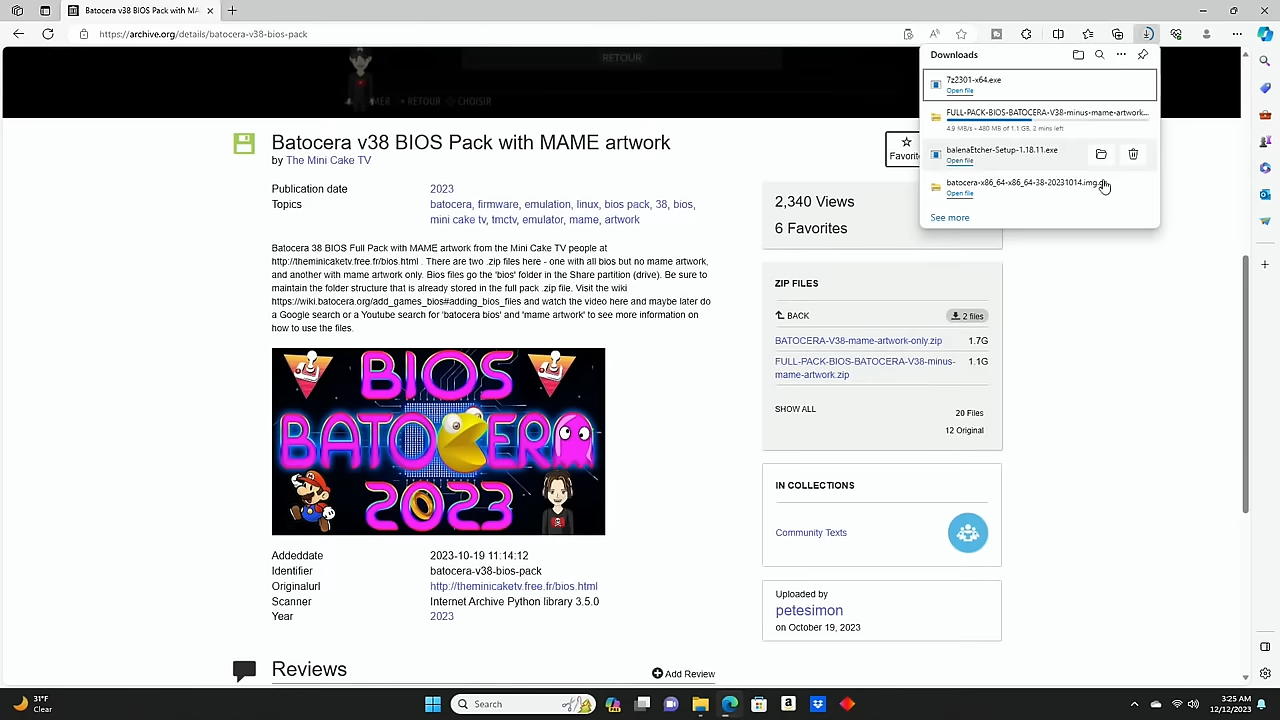 Batocera v38 BIOS Pack with MA
https://archive.org/details/batocera-v38-bios-pack
RETOUR
RETOUR
CHOISIR
Downloads
7z2301-x64.exe
Open file
FULL-PACK-BIOS-BATOCERA-V38-minus-mame-artwork...
4.9 MB/s - 480 MB of 1.1 GB, 2 mins left
balenaEtcher-Setup-1.18.11.exe
Open file
batocera-x86_64-x86_64-38-20231014.img.
Open file
See more
Batocera v38 BIOS Pack with MAME artwork
by The Mini Cake TV
Favorit
Publication date 2023
Topics batocera, firmware, emulation, linux, bios pack, 38, bios,
mini cake tv, tmctv, emulator, mame, artwork
Batocera 38 BIOS Full Pack with MAME artwork from the Mini Cake TV people at
http://theminicaketv.free.fr/bios.html . There are two .zip files here - one with all bios but no mame artwork,
and another with mame artwork only. Bios files go the 'bios' folder in the Share partition (drive). Be sure to
maintain the folder structure that is already stored in the full pack .zip file. Visit the wiki
https://wiki.batocera.org/add_games_bios#adding_bios_files and watch the video here and maybe later do
a Google search or a Youtube search for 'batocera bios' and 'mame artwork' to see more information on
how to use the files.
BIOS
BATOCERA
2023
Addeddate 2023-10-19 11:14:12
Identifier batocera-v38-bios-pack
Originalurl http://theminicaketv.free.fr/bios.html
Scanner Internet Archive Python library 3.5.0
Year 2023
Reviews
Add Review
2,340 Views
6 Favorites
ZIP FILES
BACK 2 files
BATOCERA-V38-mame-artwork-only.zip 1.7G
FULL-PACK-BIOS-BATOCERA-V38-minus- 1.1G
mame-artwork.zip
SHOW ALL 20 Files
12 Original
IN COLLECTIONS
Community Texts
Uploaded by
petesimon
on October 19, 2023
31°F
Clear
Search
3:25 AM
12/12/2023